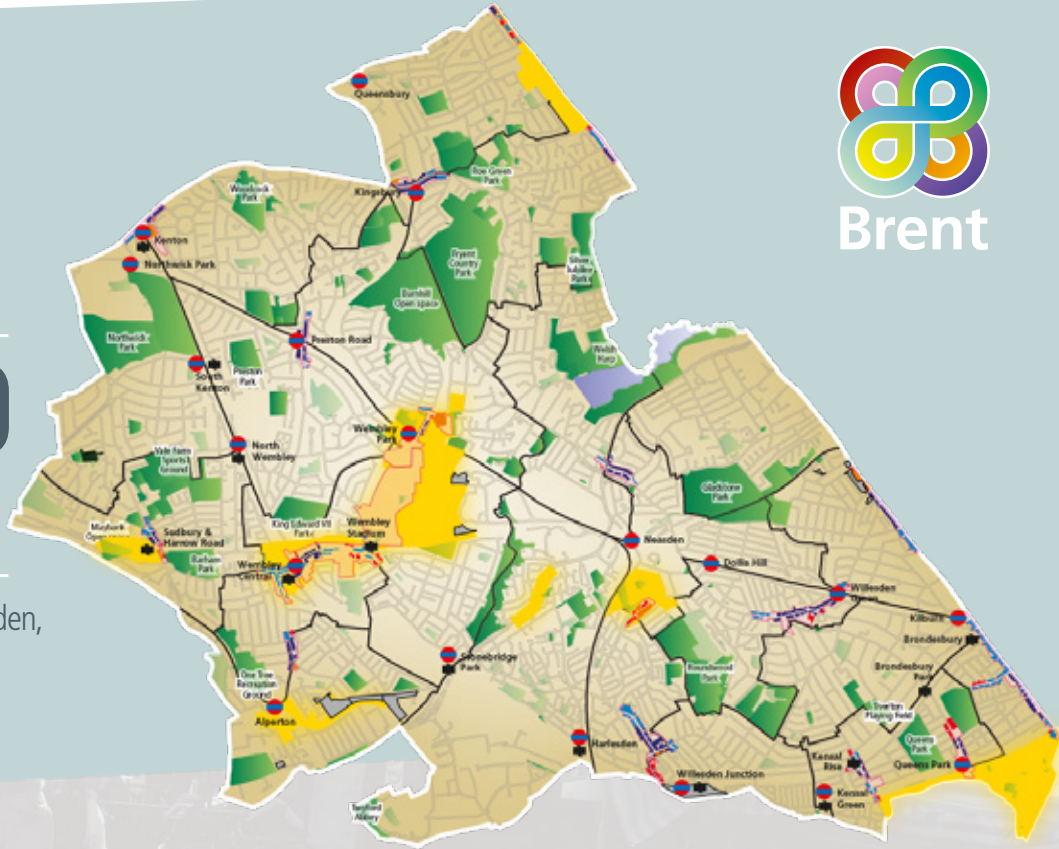 Queensbury
Brent
Roe Green
Park
Kingsbury
Woodcock
Park
Kenton
Northwick Park
Fryent
Country
Park
Silver
Jubilee
Park
Barnhill
Open space
Northwick
Park
Preston Road
Welsh
Harp
South
Kenton
Preston
Park
Wembley
Park
North
Wembley
Vale Farm
Sports
Ground
Gladstone
Park
King Edward VII
Park
Wembley
Stadium
Sudbury &
Harrow Road
Neasden
Barham
Park
Wembley
Central
Dollis Hill
Willesden
den,
Kilburn
Brondesbury
Stonebridge
Park
Roundwood
Park
Brondesbury
Park
One Tree
Recreation
Ground
Tiverton
Playing Field
Alperton
Harlesden
Queens
Park
Kensal
Rise
Queens Park
Willesden Junction
Kensal
Green
Twyford
Abbey